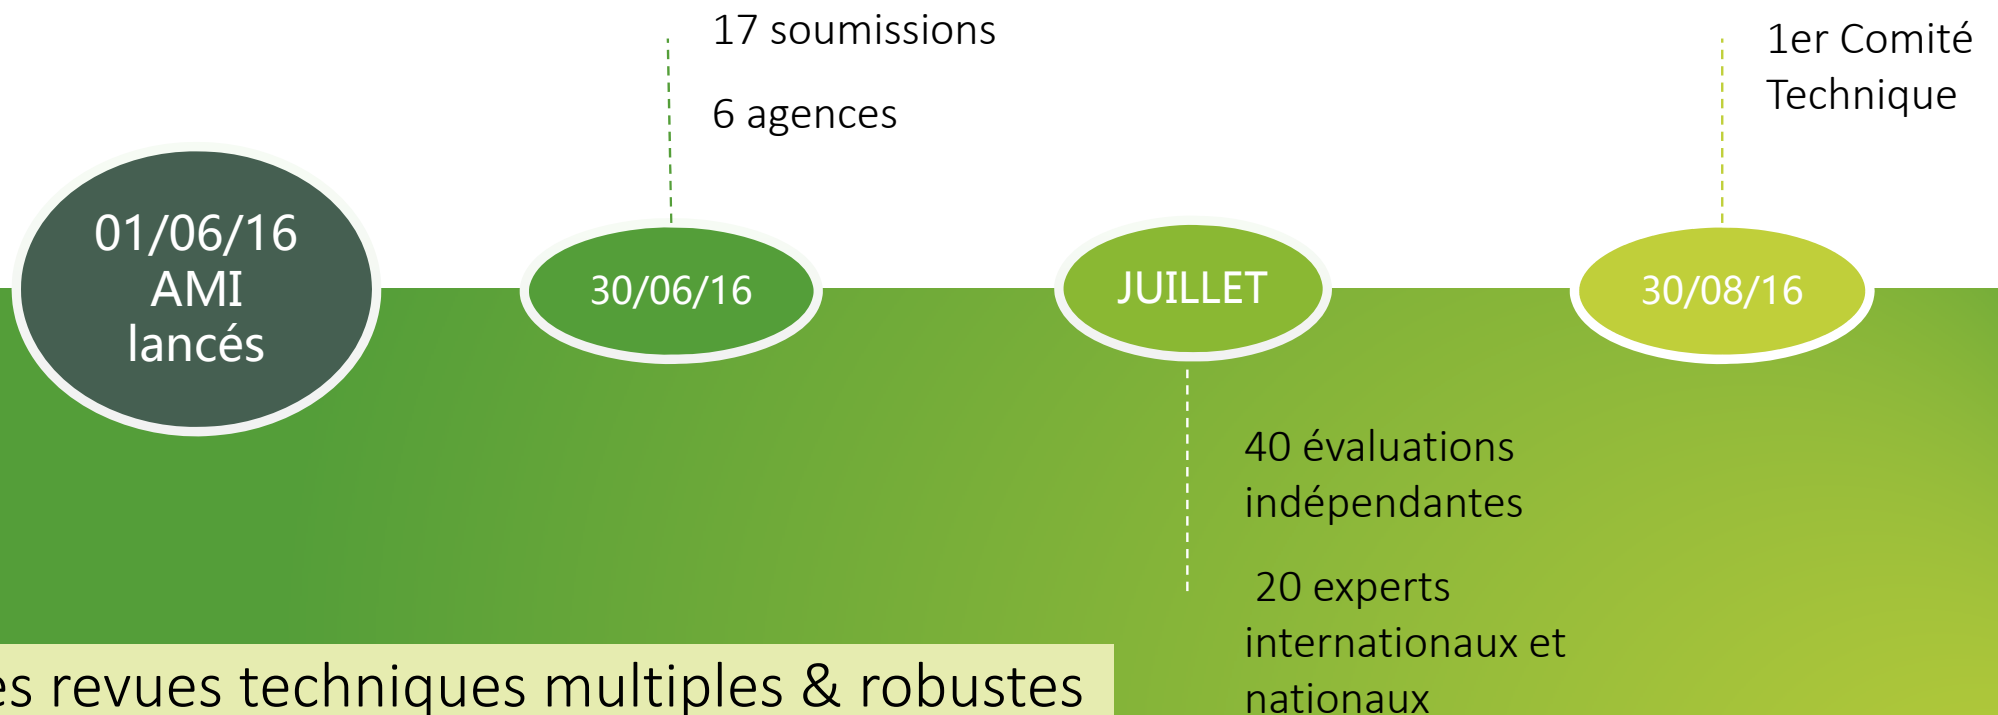 17 soumissions
6 agences
1er Comité
Technique
01/06/16
AMI
lancés
30/06/16
JUILLET
30/08/16
40 évaluations
indépendantes
20 experts
internationaux et
nationaux
revues techniques multiples & robustes